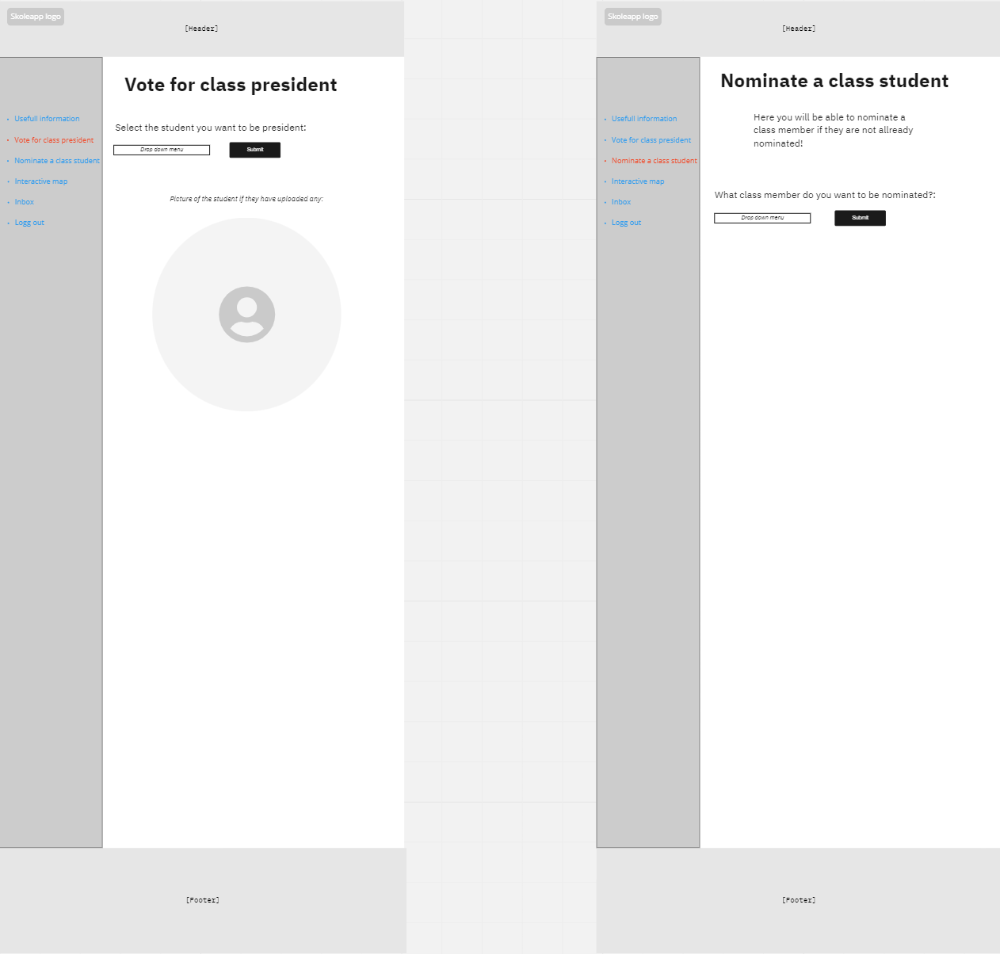 Skoleapp logo
[Header]
Vote for class president
Usefull information
Vote for class president
Nominate a class student
Interactive map
Inbox
Logg out
Select the student you want to be president:
Drop down menu
Submit
Picture of the student if they have uploaded any:
[Footer]
Skoleapp logo
[Header]
Nominate a class student
Usefull information
Vote for class president
Nominate a class student
Interactive map
Inbox
Logg out
Here you will be able to nominate a
class member if they are not allready
nominated!
What class member do you want to be nominated?:
Drop down menu
Submit
[Footer]